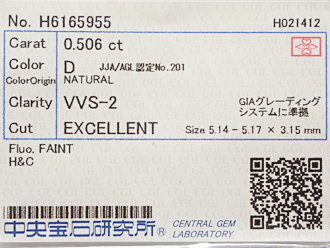 No. H6165955 H021412
Carat 0.506 ct
Color D JJA/AGL認定No.201
ColorOrigin NATURAL
Clarity VVS-2 GIAグレーディング
システムに準拠
Cut EXCELLENT Size 5.14 - 5.17 × 3.15 mm
Fluo. FAINT
H&C
中央宝石研究所 CENTRAL GEM
LABORATORY